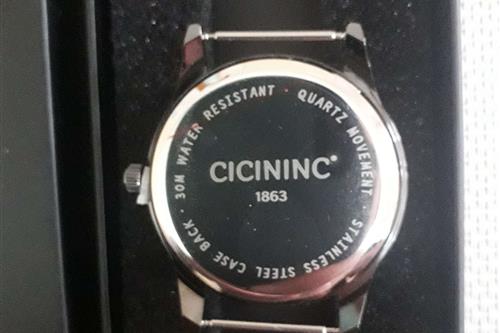 CICININC®
1863
30M WATER RESISTANT · QUARTZ MOVEMENT · STAINLESS STEEL CASE BACK ·